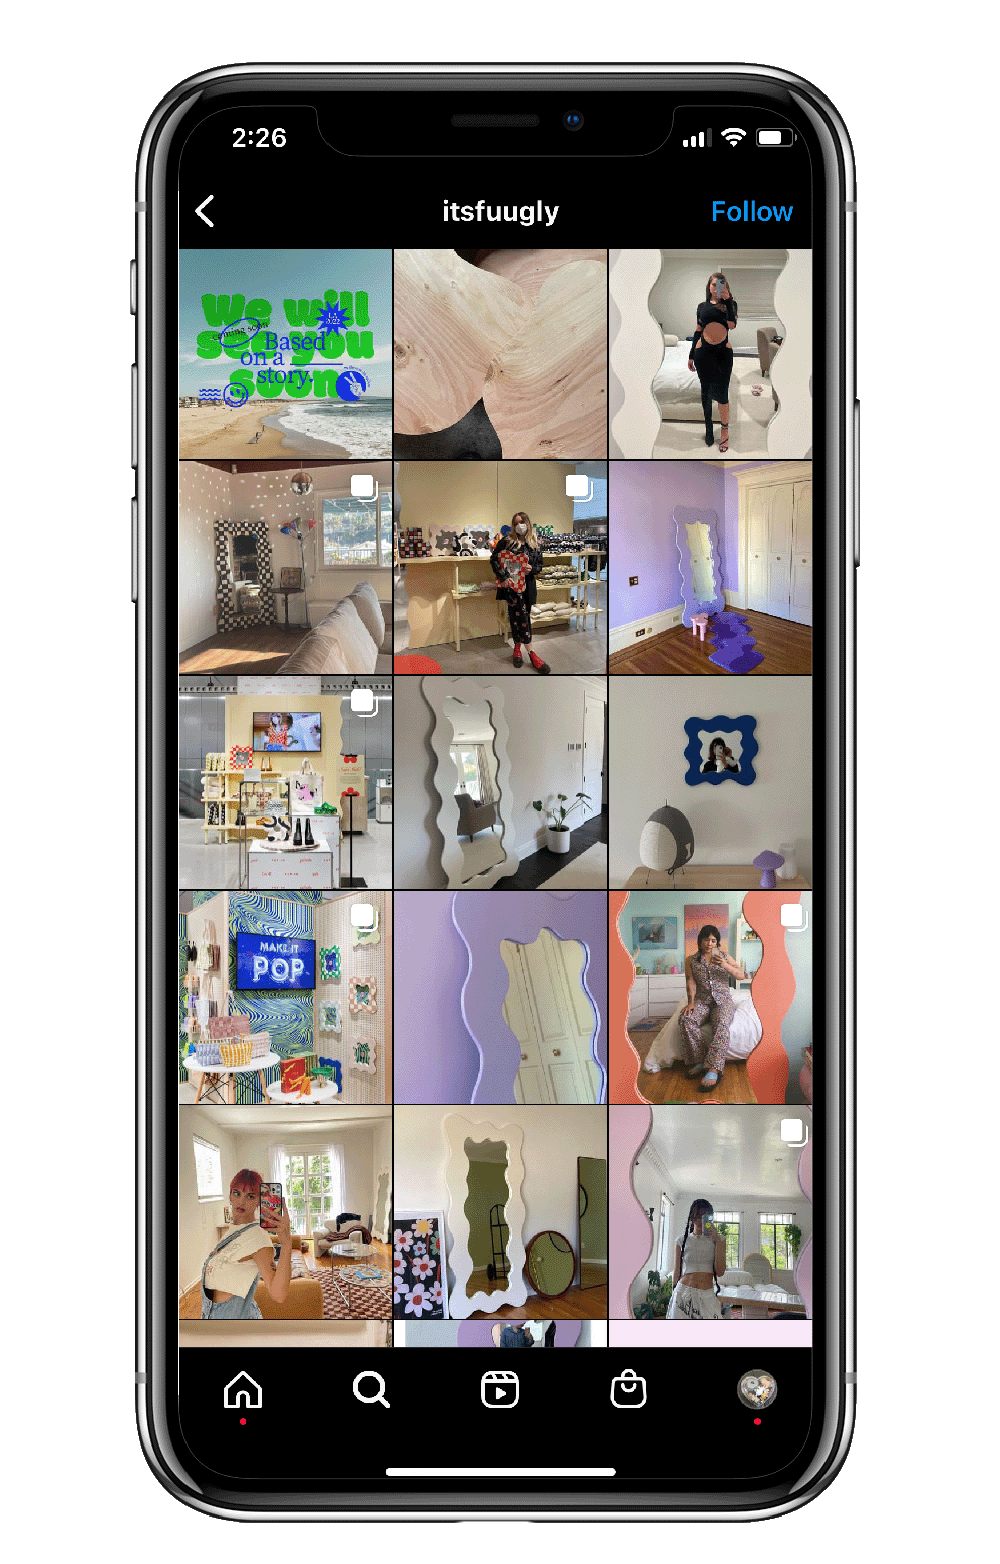 2:26
itsfuugly
Follow
We will
see you
soon
coming soon
Based
on a
story.
MAKE IT
POP